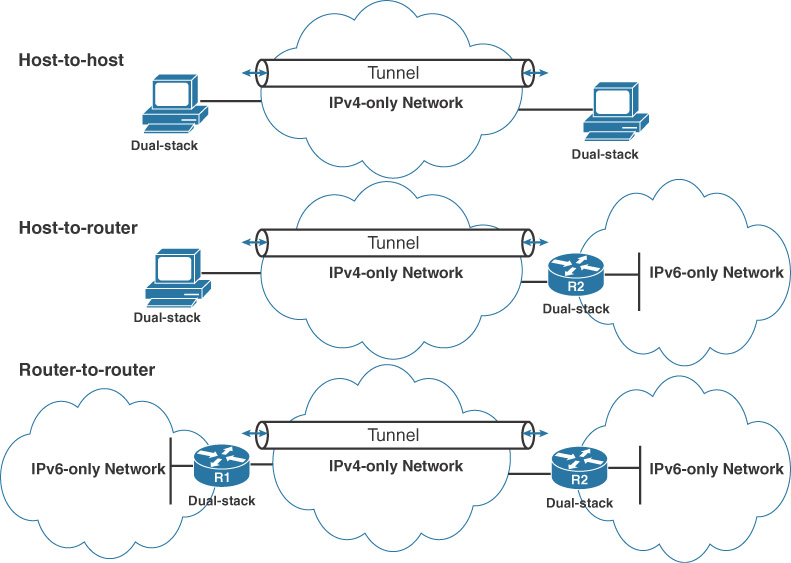 Host-to-host
Tunnel
IPv4-only Network
Dual-stack
Dual-stack
Host-to-router
Tunnel
IPv4-only Network
IPv6-only Network
R2
Dual-stack
Dual-stack
Router-to-router
Tunnel
IPv6-only Network
IPv4-only Network
IPv6-only Network
R1
R2
Dual-stack
Dual-stack